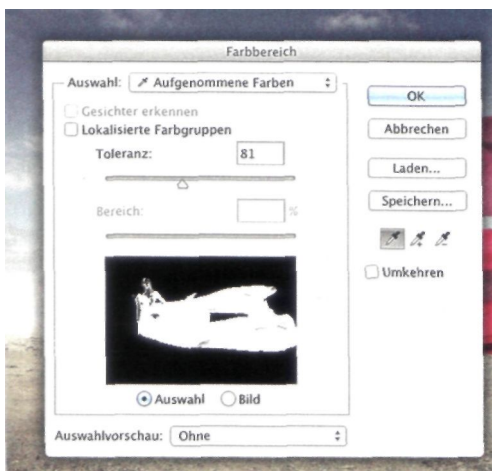 Farbbereich
Auswahl: Aufgenommene Farben
Gesichter erkennen
Lokalisierte Farbgruppen
Toleranz: 81
Bereich: %
Auswahl Bild
Auswahlvorschau: Ohne
OK
Abbrechen
Laden...
Speichern...
Umkehren